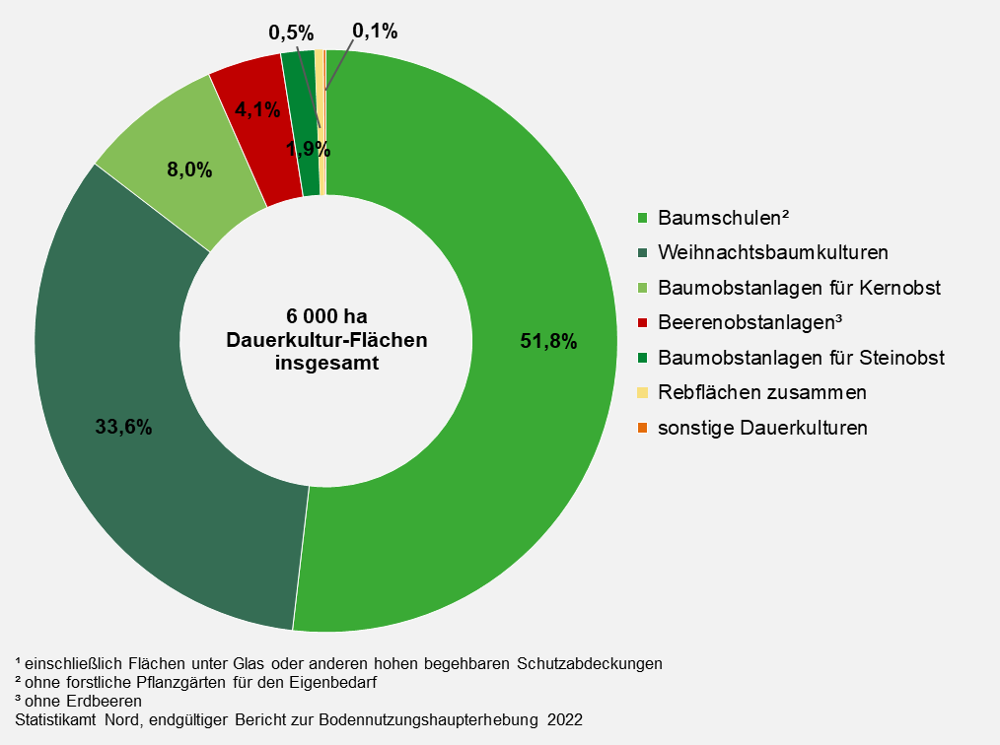 0,5%
0,1%
4,1%
1,9%
8,0%
51,8%
33,6%
6 000 ha
Dauerkultur-Flächen
insgesamt
Baumschulen²
Weihnachtsbaumkulturen
Baumobstanlagen für Kernobst
Beerenobstanlagen³
Baumobstanlagen für Steinobst
Rebflächen zusammen
sonstige Dauerkulturen
¹ einschließlich Flächen unter Glas oder anderen hohen begehbaren Schutzabdeckungen
² ohne forstliche Pflanzgärten für den Eigenbedarf
³ ohne Erdbeeren
Statistikamt Nord, endgültiger Bericht zur Bodennutzungshaupterhebung 2022